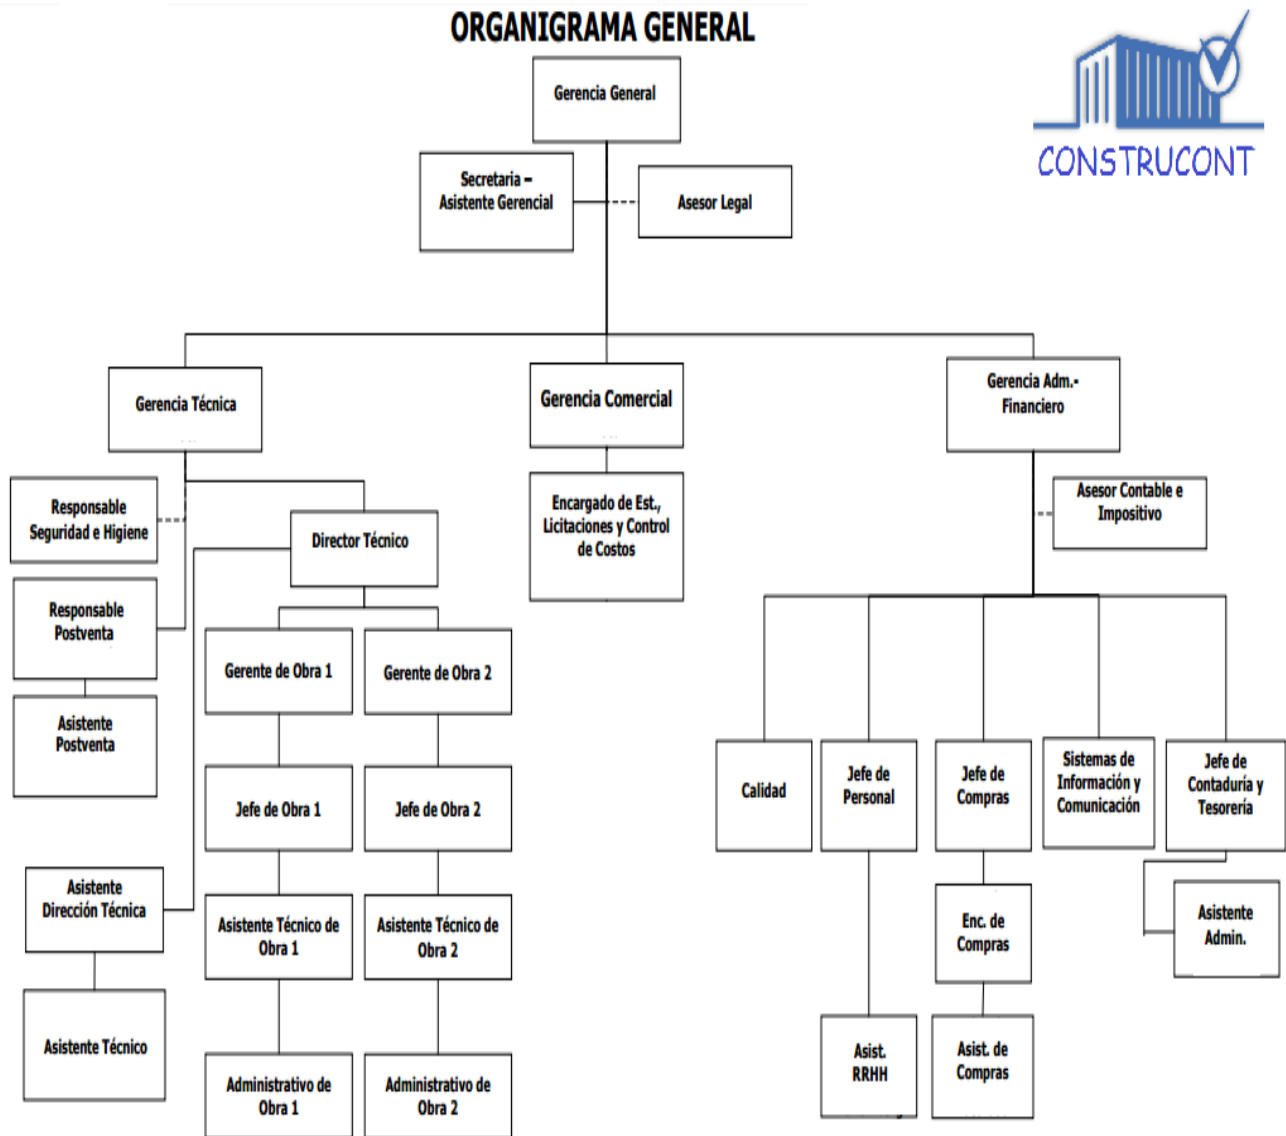 ORGANIGRAMA GENERAL
CONSTRUCONT
Gerencia General
Secretaria –
Asistente Gerencial
Asesor Legal
Gerencia Técnica
Gerencia Comercial
Gerencia Adm.-
Financiero
Responsable
Seguridad e Higiene
Director Técnico
Encargado de Est.,
Licitaciones y Control
de Costos
Asesor Contable e
Impositivo
Responsable
Postventa
Asistente
Postventa
Gerente de Obra 1
Gerente de Obra 2
Jefe de Obra 1
Jefe de Obra 2
Calidad
Jefe de
Personal
Jefe de
Compras
Sistemas de
Información y
Comunicación
Jefe de
Contaduría y
Tesorería
Asistente
Dirección Técnica
Asistente Técnico de
Obra 1
Asistente Técnico de
Obra 2
Enc. de
Compras
Asistente
Admin.
Asistente Técnico
Administrativo de
Obra 1
Administrativo de
Obra 2
Asist.
RRHH
Asist. de
Compras